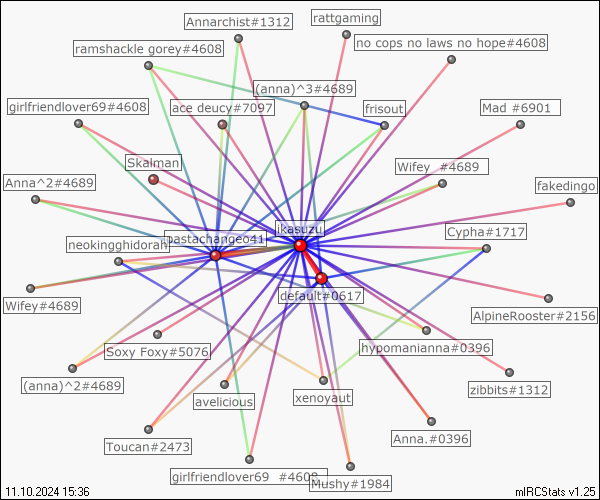 Annarchist#1312
rattgaming
ramshackle gorey#4608
no cops no laws no hope#4608
(anna)^3#4689
girlfriendlover69#4608
ace deucy#7097
frisout
Mad #6901
Skalman
Wifey  #4689
Anna^2#4689
fakedingo
ikasuzu
pastachangeo41
Cypha#1717
neokingghidorah
default#0617
Wifey#4689
AlpineRooster#2156
Soxy Foxy#5076
hypomanianna#0396
(anna)^2#4689
zibbits#1312
avelicious
xenoyaut
Anna.#0396
Toucan#2473
girlfriendlover69  #4608
Mushy#1984
11.10.2024 15:36
mIRCStats v1.25